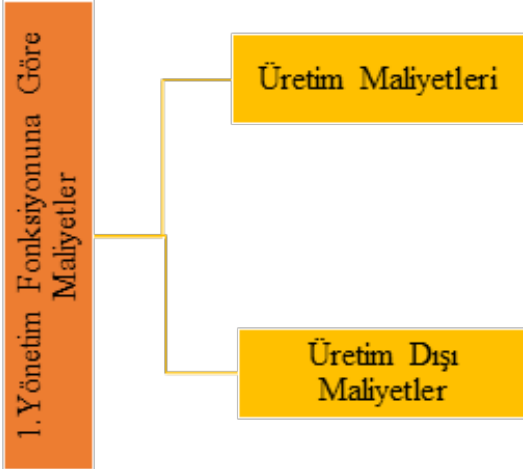 1.Yönetim Fonksiyonuna Göre
Maliyetler
Üretim Maliyetleri
Üretim Dışı
Maliyetler